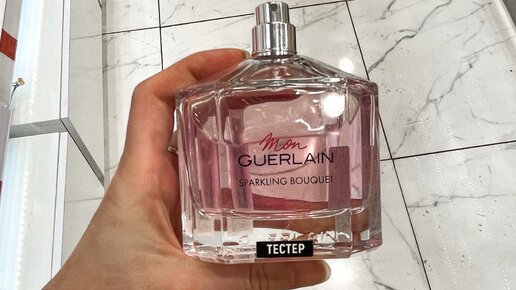 Mon
GUERLAIN
SPARKLING BOUQUET
ТЕСТЕР